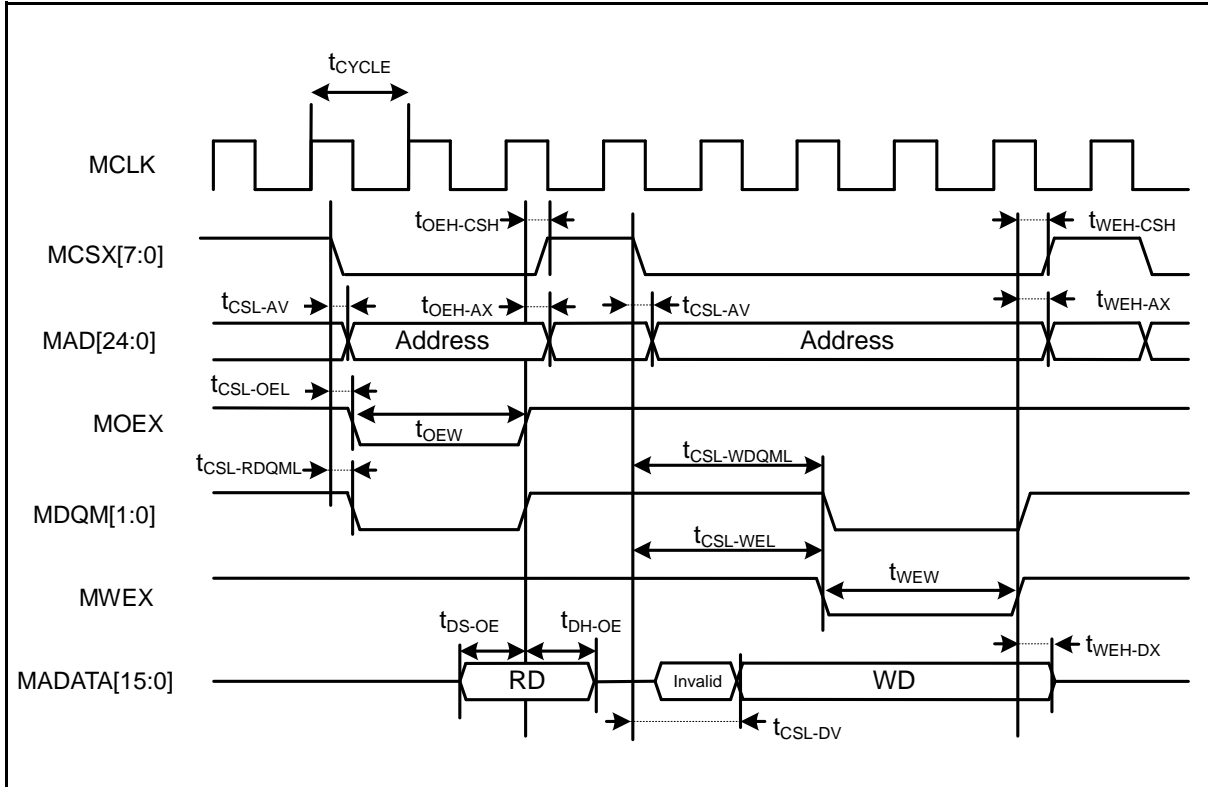 tCYCLE
MCLK
tOEH-CSH
tWEH-CSH
MCSX[7:0]
tCSL-AV
tOEH-AX
tCSL-AV
tWEH-AX
MAD[24:0]
Address
Address
tCSL-OEL
MOEX
tOEW
tCSL-WDQML
tCSL-RDQML
MDQM[1:0]
tCSL-WEL
tWEW
MWEX
tDS-OE
tDH-OE
tWEH-DX
MADATA[15:0]
RD
Invalid
WD
tCSL-DV